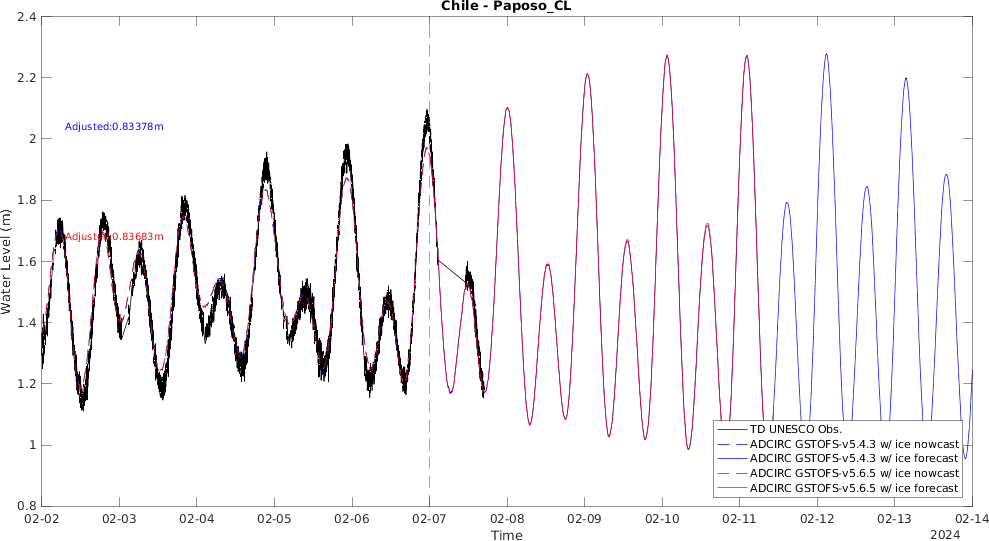 Chile - Paposo_CL
2.4
2.2
2
1.8
1.6
1.4
1.2
1
0.8
Water Level (m)
Adjusted:0.83378m
Adjusted:0.83683m
TD UNESCO Obs.
ADCIRC GSTOFS-v5.4.3 w/ ice nowcast
ADCIRC GSTOFS-v5.4.3 w/ ice forecast
ADCIRC GSTOFS-v5.6.5 w/ ice nowcast
ADCIRC GSTOFS-v5.6.5 w/ ice forecast
02-02 02-03 02-04 02-05 02-06 02-07 02-08 02-09 02-10 02-11 02-12 02-13 02-14
Time
2024